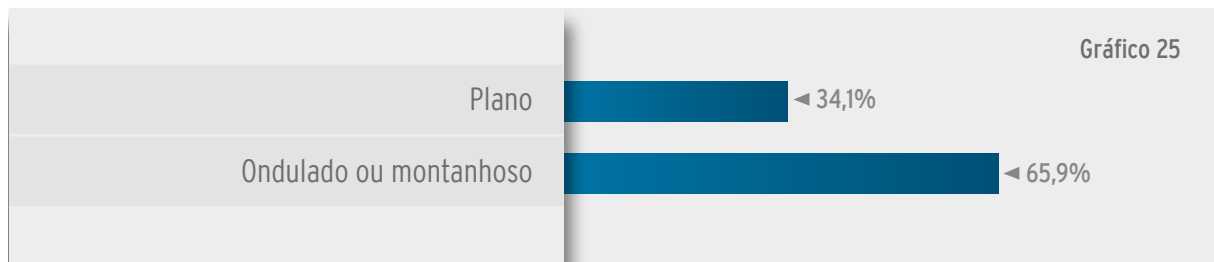 Gráfico 25
Plano ◄ 34,1%
Ondulado ou montanhoso ◄ 65,9%